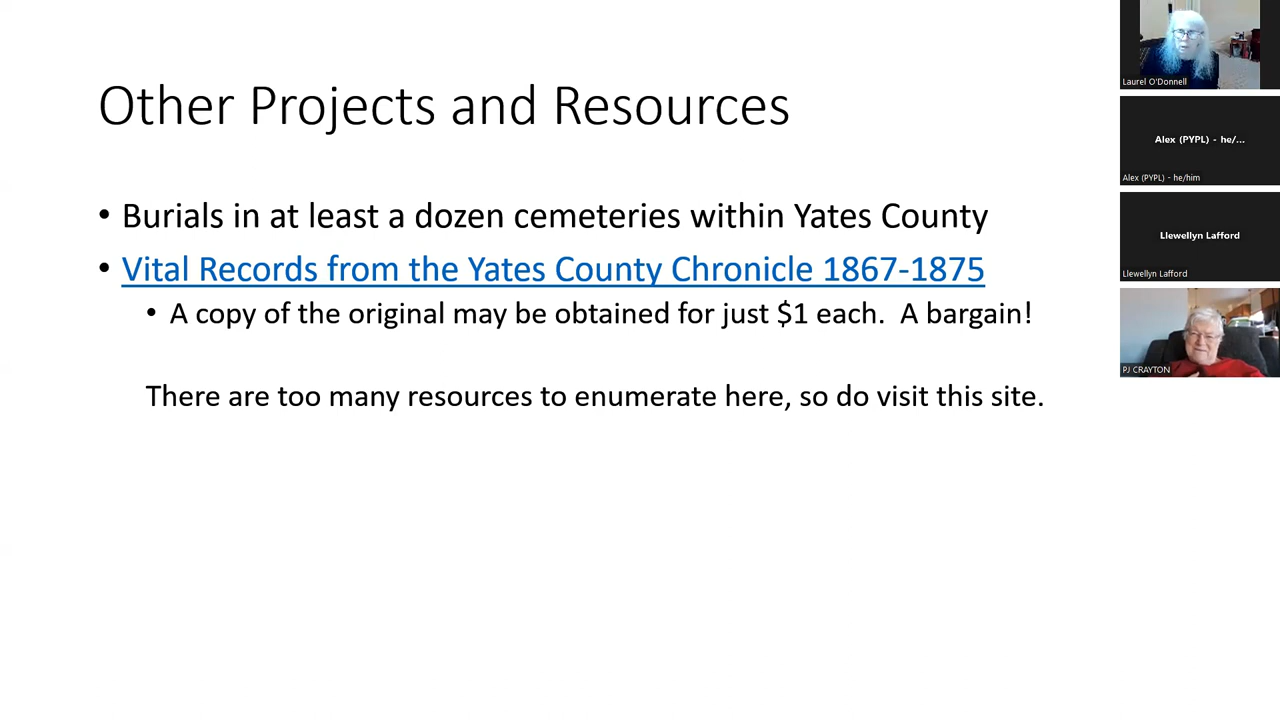 Other Projects and Resources
• Burials in at least a dozen cemeteries within Yates County
• Vital Records from the Yates County Chronicle 1867-1875
• A copy of the original may be obtained for just $1 each.  A bargain!
There are too many resources to enumerate here, so do visit this site.
Laurel O'Donnell
Alex (PYPL) - he/...
Alex (PYPL) - he/him
Llewellyn Lafford
Llewellyn Lafford
PJ CRAYTON